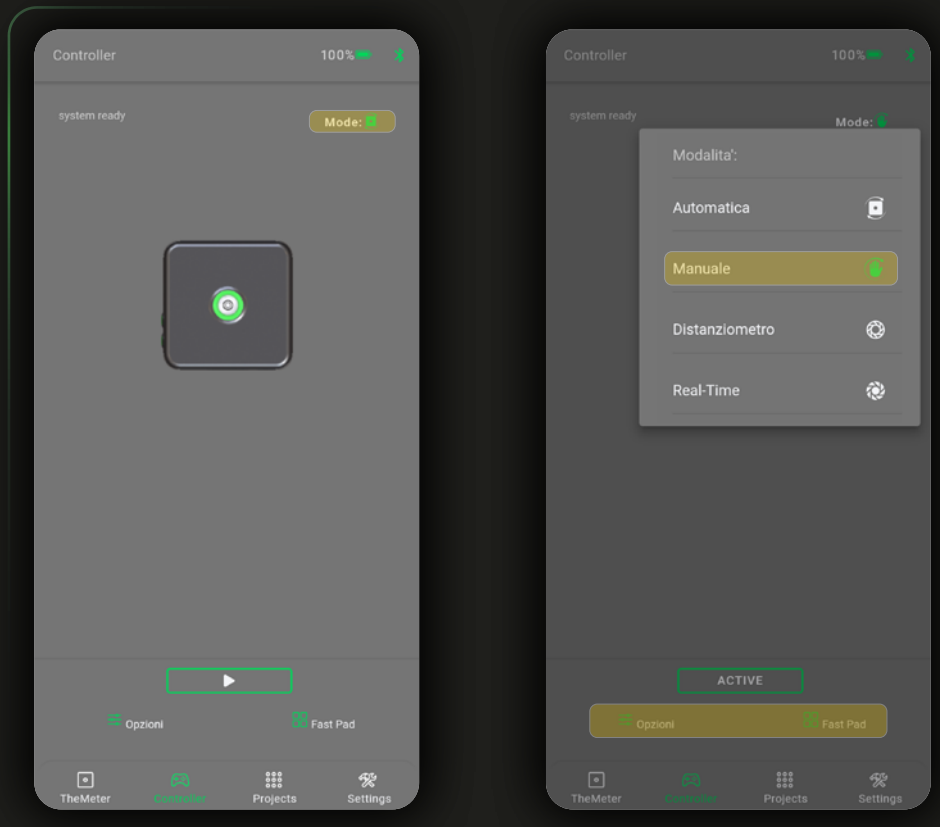 Controller 100%
system ready
Mode:
Opzioni Fast Pad
TheMeter Controller Projects Settings
Controller 100%
system ready
Mode:
Modalita':
Automatica
Manuale
Distanziometro
Real-Time
ACTIVE
Opzioni Fast Pad
TheMeter Controller Projects Settings